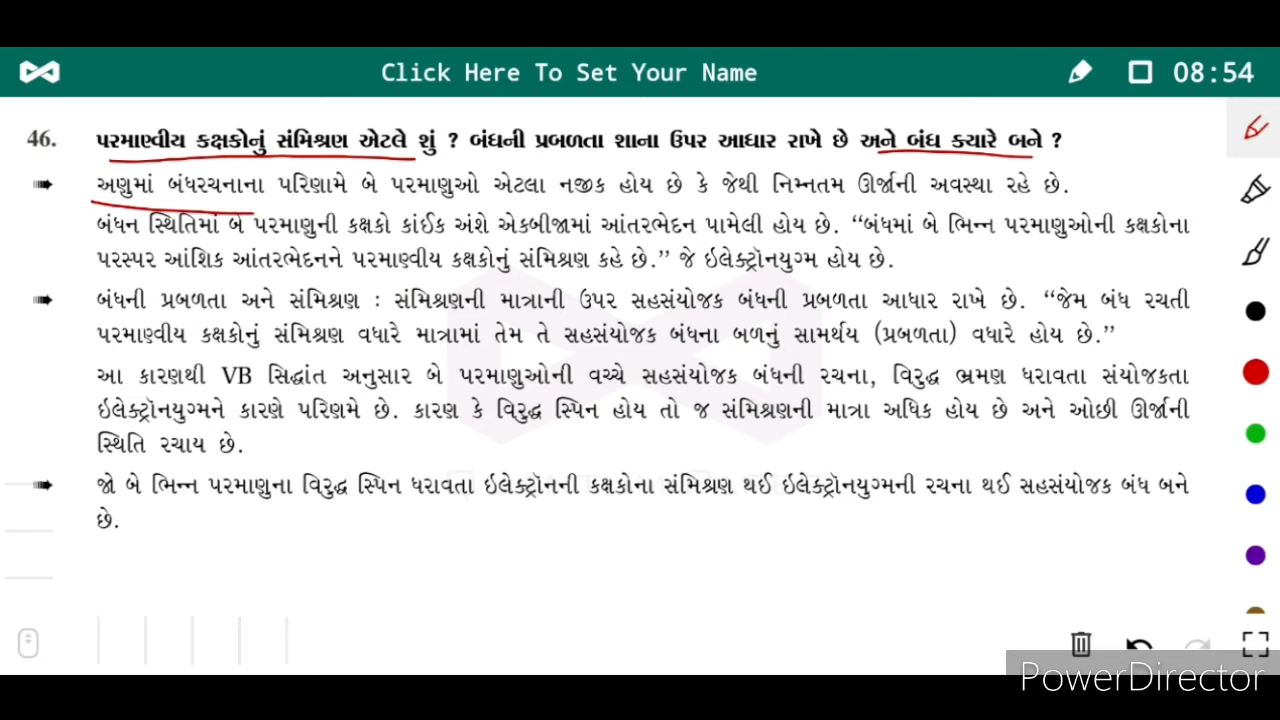 Click Here To Set Your Name
08:54
46. પરમાણ્વીય કક્ષકોનું સંમિશ્રણ એટલે શું ? બંધની પ્રબળતા શાના ઉપર આધાર રાખે છે અને બંધ ક્યારે બને ?
➠ અણુમાં બંધરચનાના પરિણામે બે પરમાણુઓ એટલા નજીક હોય છે કે જેથી નિમ્નતમ ઊર્જાની અવસ્થા રહે છે.
બંધન સ્થિતિમાં બે પરમાણુની કક્ષકો કાંઈક અંશે એકબીજામાં આંતરભેદન પામેલી હોય છે. “બંધમાં બે ભિન્ન પરમાણુઓની કક્ષકોના
પરસ્પર આંશિક આંતરભેદનને પરમાણ્વીય કક્ષકોનું સંમિશ્રણ કહે છે.” જે ઇલેક્ટ્રૉનયુગ્મ હોય છે.
➠ બંધની પ્રબળતા અને સંમિશ્રણ : સંમિશ્રણની માત્રાની ઉપર સહસંયોજક બંધની પ્રબળતા આધાર રાખે છે. “જેમ બંધ રચતી
પરમાણ્વીય કક્ષકોનું સંમિશ્રણ વધારે માત્રામાં તેમ તે સહસંયોજક બંધના બળનું સામર્થય (પ્રબળતા) વધારે હોય છે.”
આ કારણથી VB સિદ્ધાંત અનુસાર બે પરમાણુઓની વચ્ચે સહસંયોજક બંધની રચના, વિરુદ્ધ ભ્રમણ ધરાવતા સંયોજકતા
ઇલેક્ટ્રૉનયુગ્મને કારણે પરિણમે છે. કારણ કે વિરુદ્ધ સ્પિન હોય તો જ સંમિશ્રણની માત્રા અધિક હોય છે અને ઓછી ઊર્જાની
સ્થિતિ રચાય છે.
➠ જો બે ભિન્ન પરમાણુના વિરુદ્ધ સ્પિન ધરાવતા ઇલેક્ટ્રૉનની કક્ષકોના સંમિશ્રણ થઈ ઇલેક્ટ્રૉનયુગ્મની રચના થઈ સહસંયોજક બંધ બને
છે.
PowerDirector